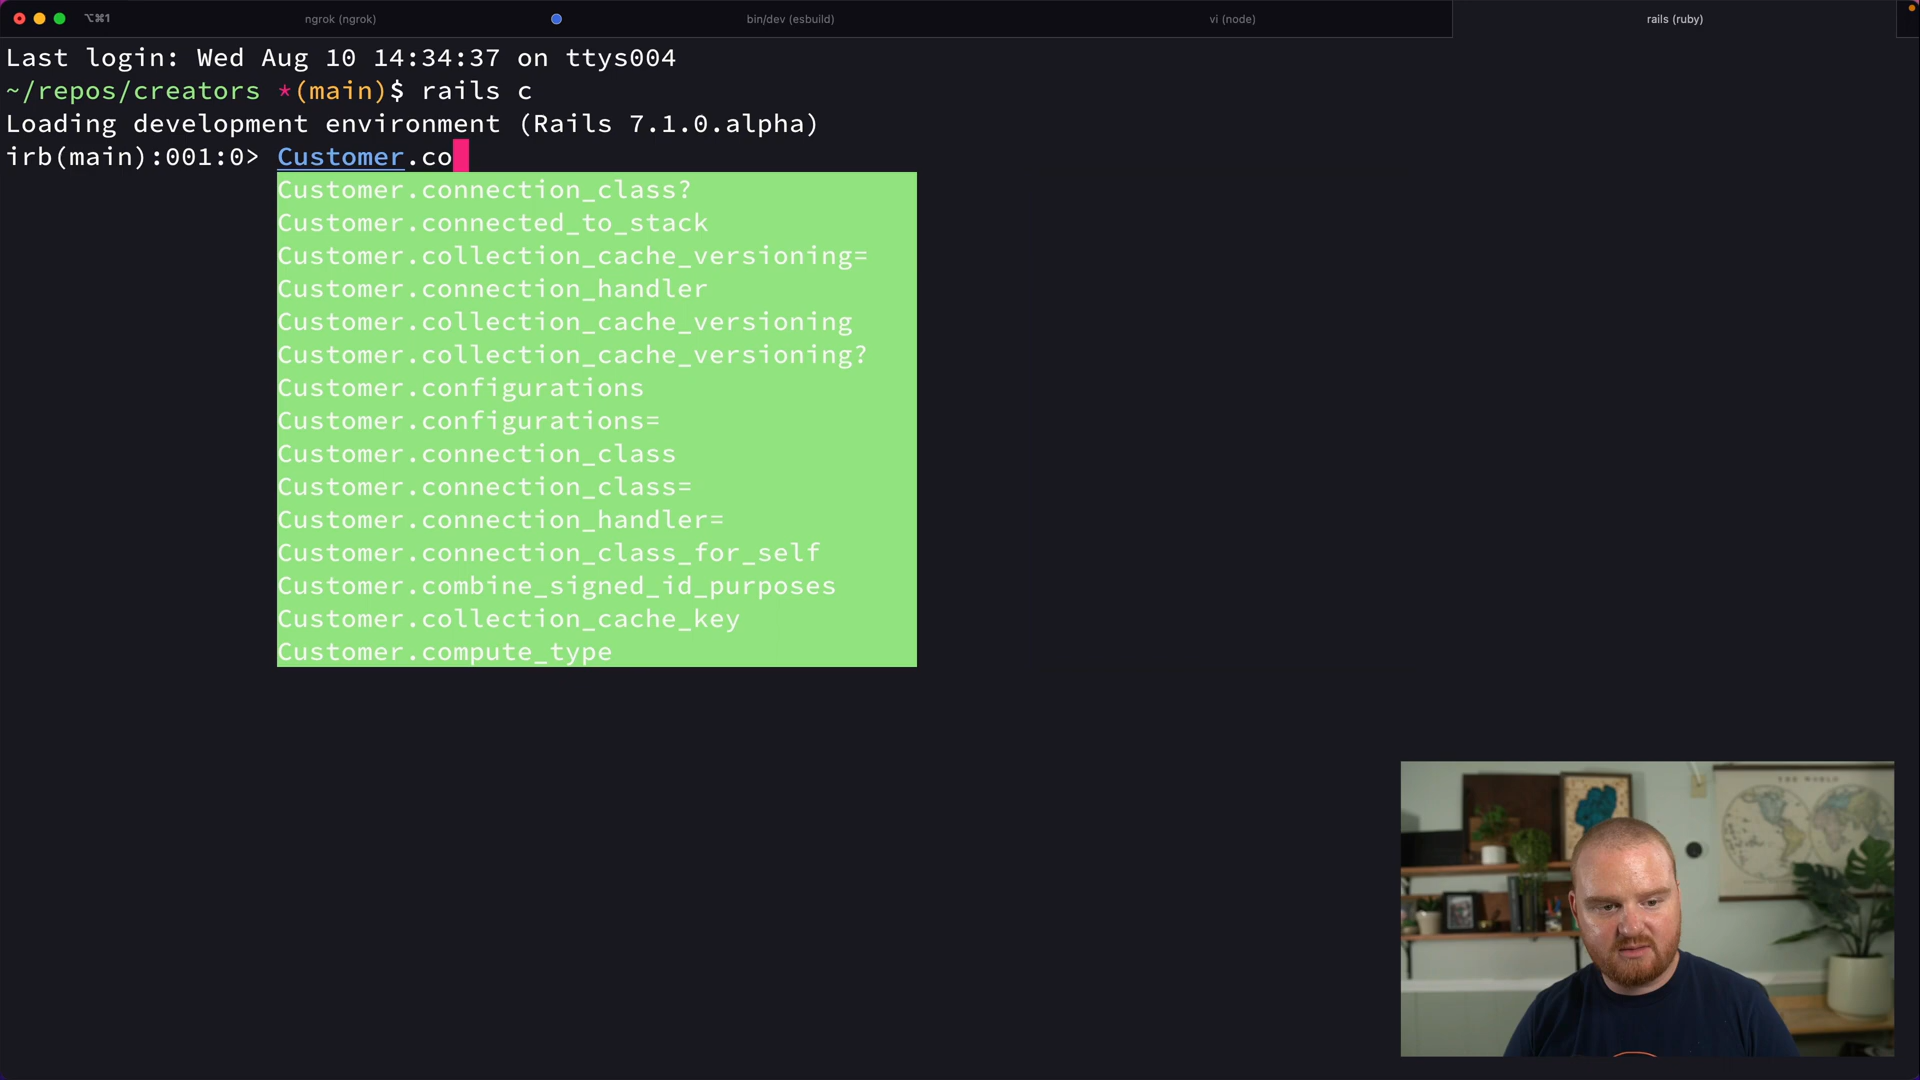 ⌥⌘1
ngrok (ngrok)
bin/dev (esbuild)
vi (node)
rails (ruby)
Last login: Wed Aug 10 14:34:37 on ttys004
~/repos/creators *(main)$ rails c
Loading development environment (Rails 7.1.0.alpha)
irb(main):001:0> Customer.co
Customer.connection_class?
Customer.connected_to_stack
Customer.collection_cache_versioning=
Customer.connection_handler
Customer.collection_cache_versioning
Customer.collection_cache_versioning?
Customer.configurations
Customer.configurations=
Customer.connection_class
Customer.connection_class=
Customer.connection_handler=
Customer.connection_class_for_self
Customer.combine_signed_id_purposes
Customer.collection_cache_key
Customer.compute_type
THE WORLD